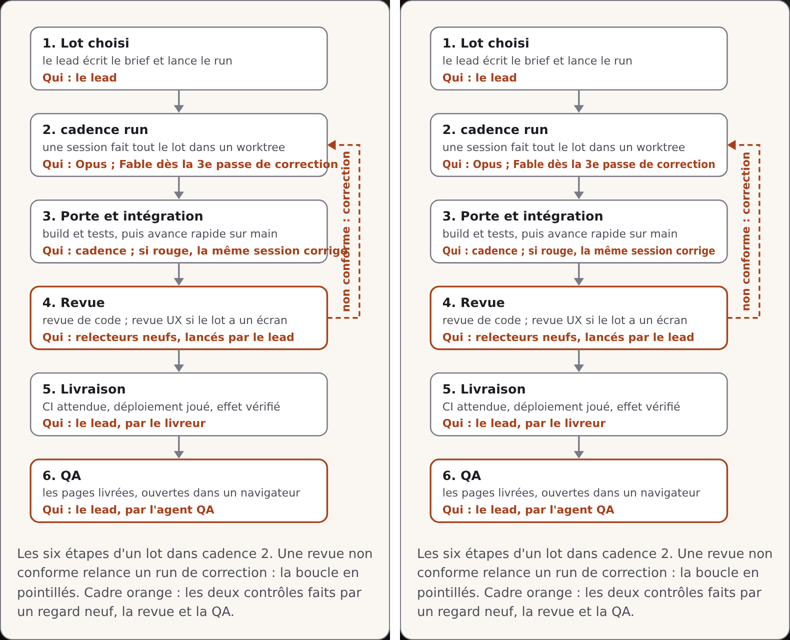 1. Lot choisi
le lead écrit le brief et lance le run
Qui : le lead
2. cadence run
une session fait tout le lot dans un worktree
Qui : Opus ; Fable dès la 3e passe de correction
3. Porte et intégration
build et tests, puis avance rapide sur main
Qui : cadence ; si rouge, la même session corrige
non conforme : correction
4. Revue
revue de code ; revue UX si le lot a un écran
Qui : relecteurs neufs, lancés par le lead
5. Livraison
CI attendue, déploiement joué, effet vérifié
Qui : le lead, par le livreur
6. QA
les pages livrées, ouvertes dans un navigateur
Qui : le lead, par l'agent QA
Les six étapes d'un lot dans cadence 2. Une revue non
conforme relance un run de correction : la boucle en
pointillés. Cadre orange : les deux contrôles faits par
un regard neuf, la revue et la QA.
1. Lot choisi
le lead écrit le brief et lance le run
Qui : le lead
2. cadence run
une session fait tout le lot dans un worktree
Qui : Opus ; Fable dès la 3e passe de correction
3. Porte et intégration
build et tests, puis avance rapide sur main
Qui : cadence ; si rouge, la même session corrige
non conforme : correction
4. Revue
revue de code ; revue UX si le lot a un écran
Qui : relecteurs neufs, lancés par le lead
5. Livraison
CI attendue, déploiement joué, effet vérifié
Qui : le lead, par le livreur
6. QA
les pages livrées, ouvertes dans un navigateur
Qui : le lead, par l'agent QA
Les six étapes d'un lot dans cadence 2. Une revue non
conforme relance un run de correction : la boucle en
pointillés. Cadre orange : les deux contrôles faits par
un regard neuf, la revue et la QA.